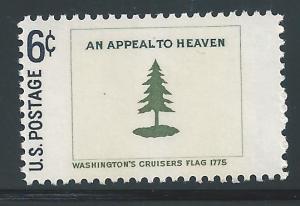 6¢
U.S. POSTAGE
AN APPEAL TO HEAVEN
WASHINGTON'S CRUISERS FLAG 1775